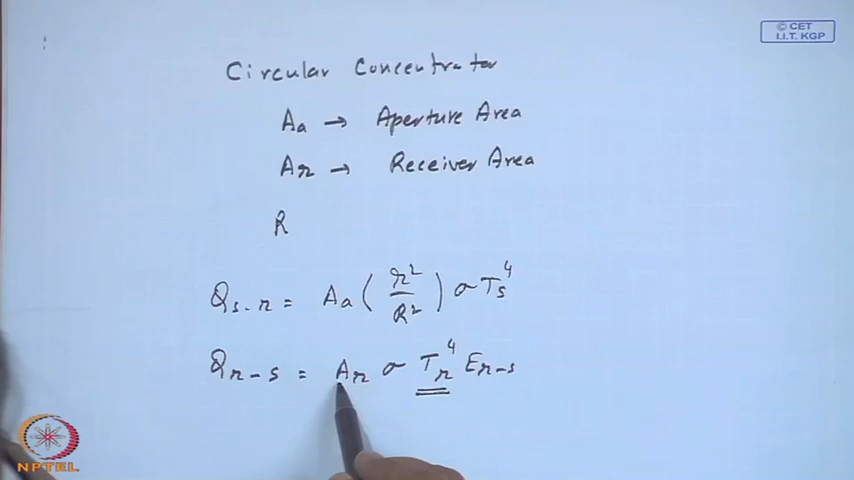 © CET
I.I.T. KGP
Circular Concentrator
Aa → Aperture Area
Ar → Receiver Area
R
Qs-r = Aa (r²/R²) σ Ts⁴
Qr-s = Ar σ Tr⁴ Er-s
NPTEL